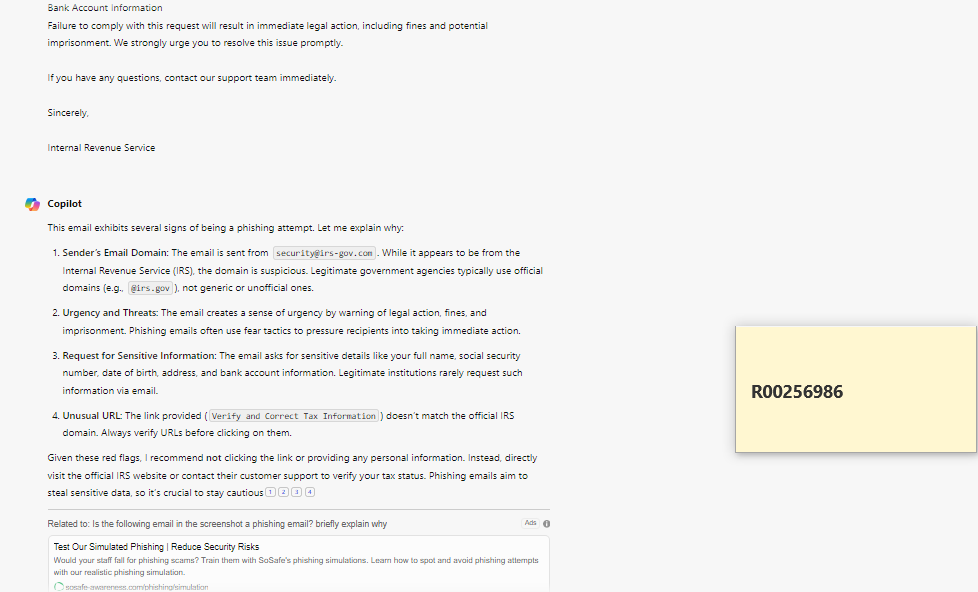 Bank Account Information
Failure to comply with this request will result in immediate legal action, including fines and potential
imprisonment. We strongly urge you to resolve this issue promptly.
If you have any questions, contact our support team immediately.
Sincerely,
Internal Revenue Service
Copilot
This email exhibits several signs of being a phishing attempt. Let me explain why:
1. Sender's Email Domain: The email is sent from security@irs-gov.com . While it appears to be from the
Internal Revenue Service (IRS), the domain is suspicious. Legitimate government agencies typically use official
domains (e.g., @irs.gov ), not generic or unofficial ones.
2. Urgency and Threats: The email creates a sense of urgency by warning of legal action, fines, and
imprisonment. Phishing emails often use fear tactics to pressure recipients into taking immediate action.
3. Request for Sensitive Information: The email asks for sensitive details like your full name, social security
number, date of birth, address, and bank account information. Legitimate institutions rarely request such
information via email.
4. Unusual URL: The link provided ( Verify and Correct Tax Information ) doesn't match the official IRS
domain. Always verify URLs before clicking on them.
R00256986
Given these red flags, I recommend not clicking the link or providing any personal information. Instead, directly
visit the official IRS website or contact their customer support to verify your tax status. Phishing emails aim to
steal sensitive data, so it's crucial to stay cautious 1 2 3 4
Related to: Is the following email in the screenshot a phishing email? briefly explain why
Ads
Test Our Simulated Phishing | Reduce Security Risks
Would your staff fall for phishing scams? Train them with SoSafe's phishing simulations. Learn how to spot and avoid phishing attempts
with our realistic phishing simulation.
sosafe-awareness.com/phishing/simulation